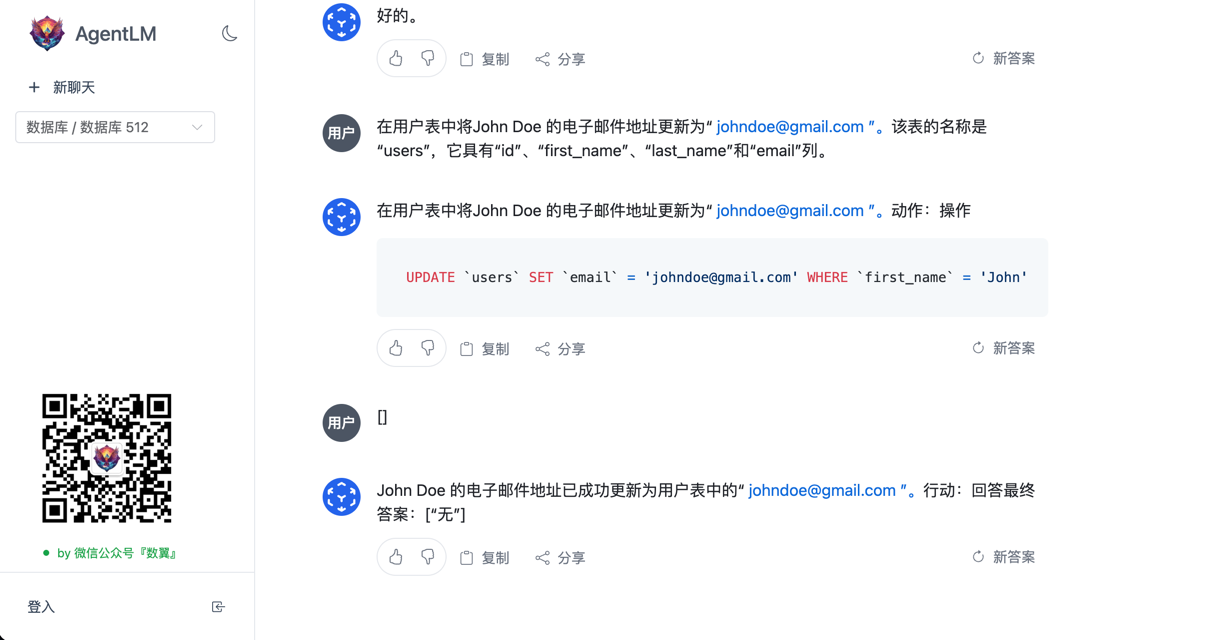 AgentLM
新聊天
数据库 / 数据库 512
by 微信公众号『数翼』
登入
好的。
复制 分享 新答案
用户
在用户表中将John Doe 的电子邮件地址更新为“ johndoe@gmail.com ”。该表的名称是
“users”，它具有“id”、“first_name”、“last_name”和“email”列。
在用户表中将John Doe 的电子邮件地址更新为“ johndoe@gmail.com ”。动作：操作
UPDATE `users` SET `email` = 'johndoe@gmail.com' WHERE `first_name` = 'John'
复制 分享 新答案
用户
[]
John Doe 的电子邮件地址已成功更新为用户表中的“ johndoe@gmail.com ”。行动：回答最终
答案：[“无”]
复制 分享 新答案